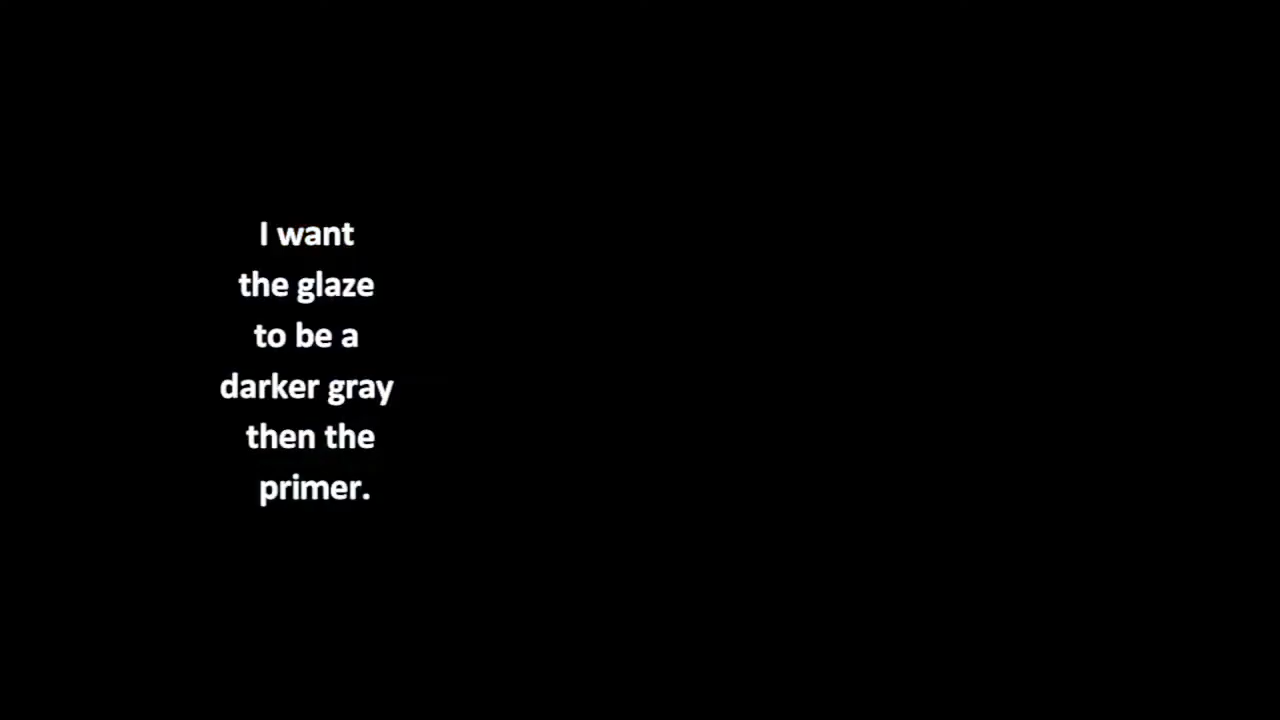 I want
the glaze
to be a
darker gray
then the
primer.